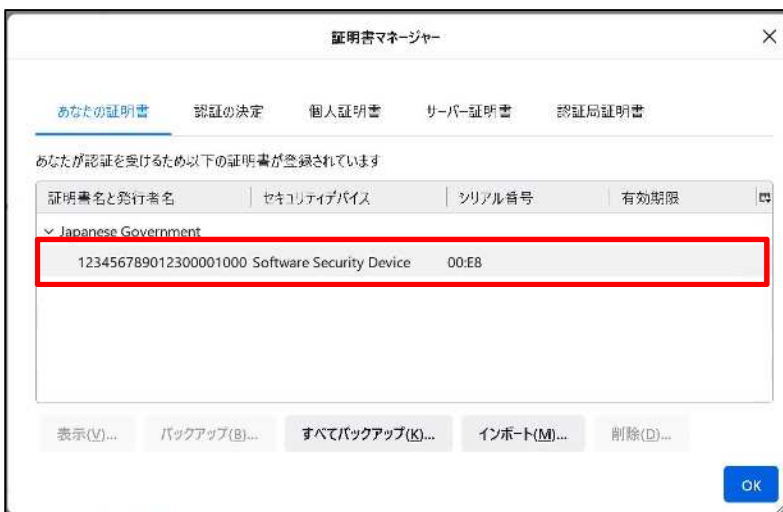 証明書マネージャー
あなたの証明書 認証の決定 個人証明書 サーバー証明書 認証局証明書
あなたが認証を受けるため以下の証明書が登録されています
証明書名と発行者名 セキュリティデバイス シリアル番号 有効期限
Japanese Government
123456789012300001000 Software Security Device 00:E8
表示(V)... バックアップ(B)... すべてバックアップ(K)... インポート(M)... 削除(D)...
OK